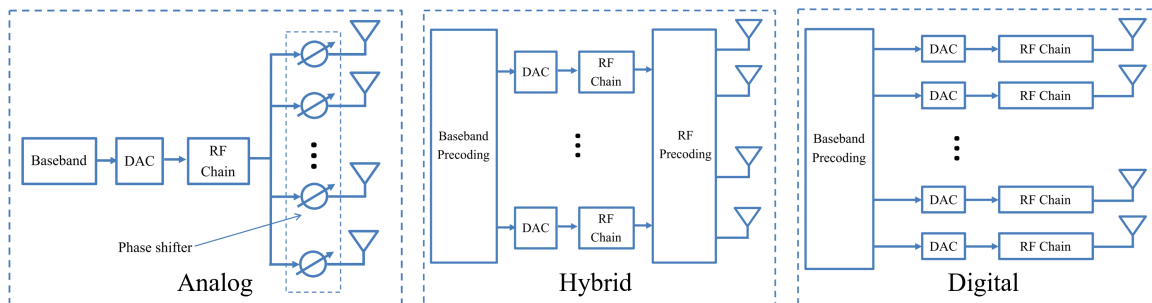 Baseband
DAC
RF
Chain
Phase shifter
Analog
Baseband
Precoding
DAC
RF
Chain
DAC
RF
Chain
RF
Precoding
Hybrid
Baseband
Precoding
DAC
RF Chain
DAC
RF Chain
DAC
RF Chain
DAC
RF Chain
Digital